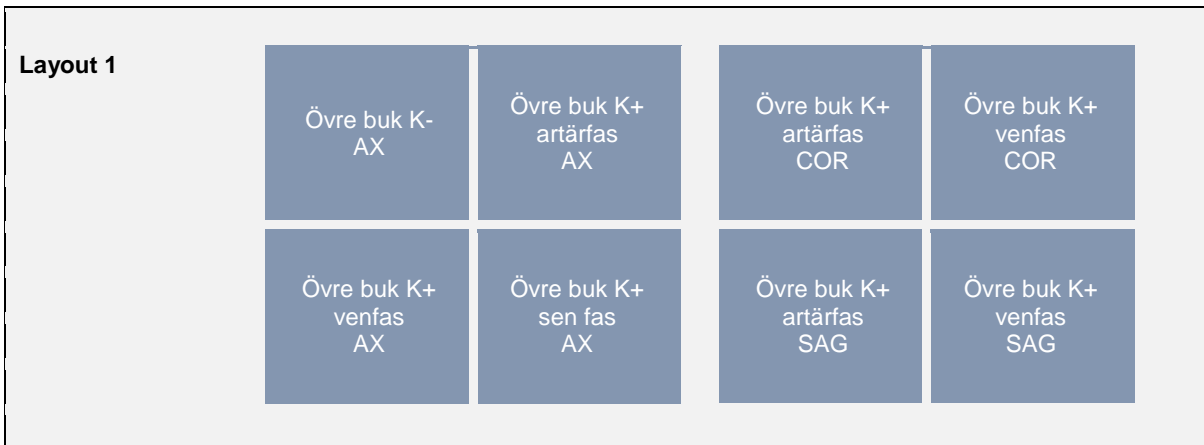 Layout 1
Övre buk K-
AX
Övre buk K+
artärfas
AX
Övre buk K+
artärfas
COR
Övre buk K+
venfas
COR
Övre buk K+
venfas
AX
Övre buk K+
sen fas
AX
Övre buk K+
artärfas
SAG
Övre buk K+
venfas
SAG